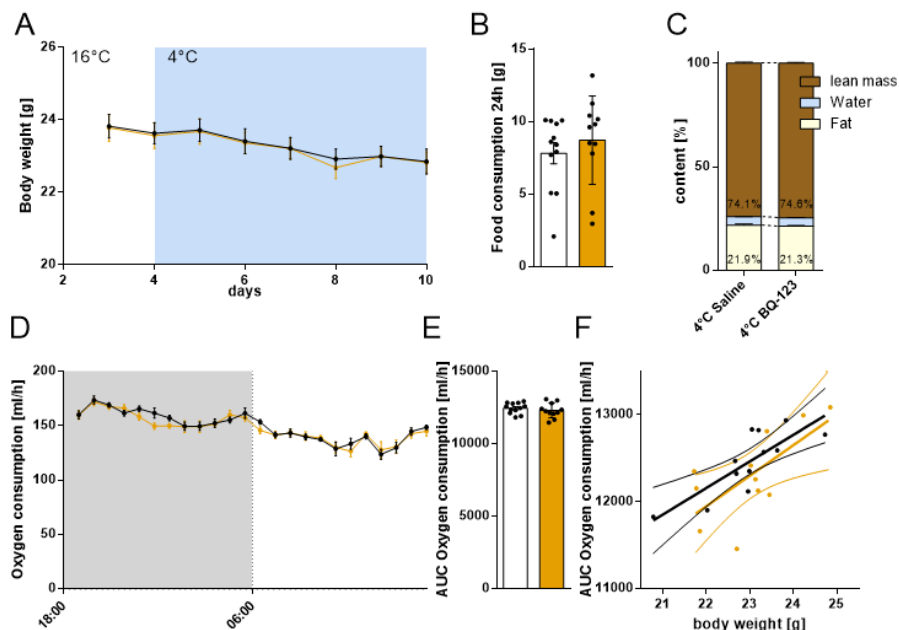 A
16°C
4°C
Body weight [g]
26
24
22
20
2
4
6
8
10
days
B
Food consumption 24h [g]
15
10
5
0
C
content [%]
100
50
0
lean mass
Water
Fat
74.1%
74.6%
21.9%
21.3%
4°C Saline
4°C BQ-123
D
Oxygen consumption [ml/h]
200
150
100
50
0
18:00
06:00
E
AUC Oxygen consumption [ml/h]
15000
10000
5000
0
F
AUC Oxygen consumption [ml/h]
13000
12000
11000
21
22
23
24
25
body weight [g]